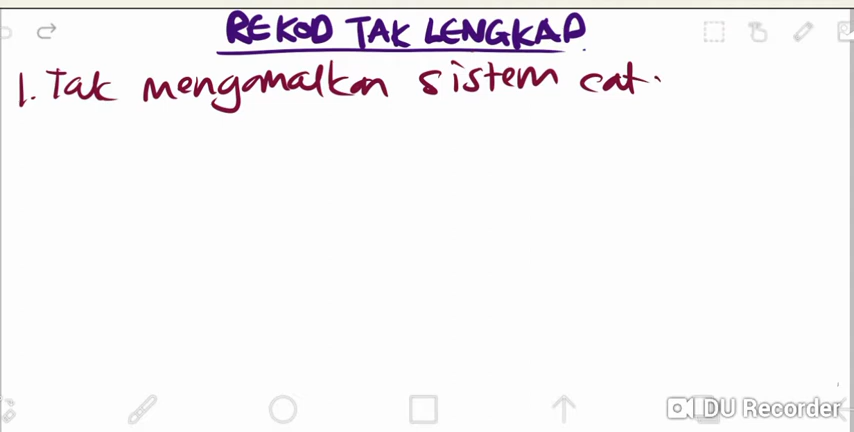 REKOD TAK LENGKAP
1. Tak mengamalkan sistem cat.
DU Recorder